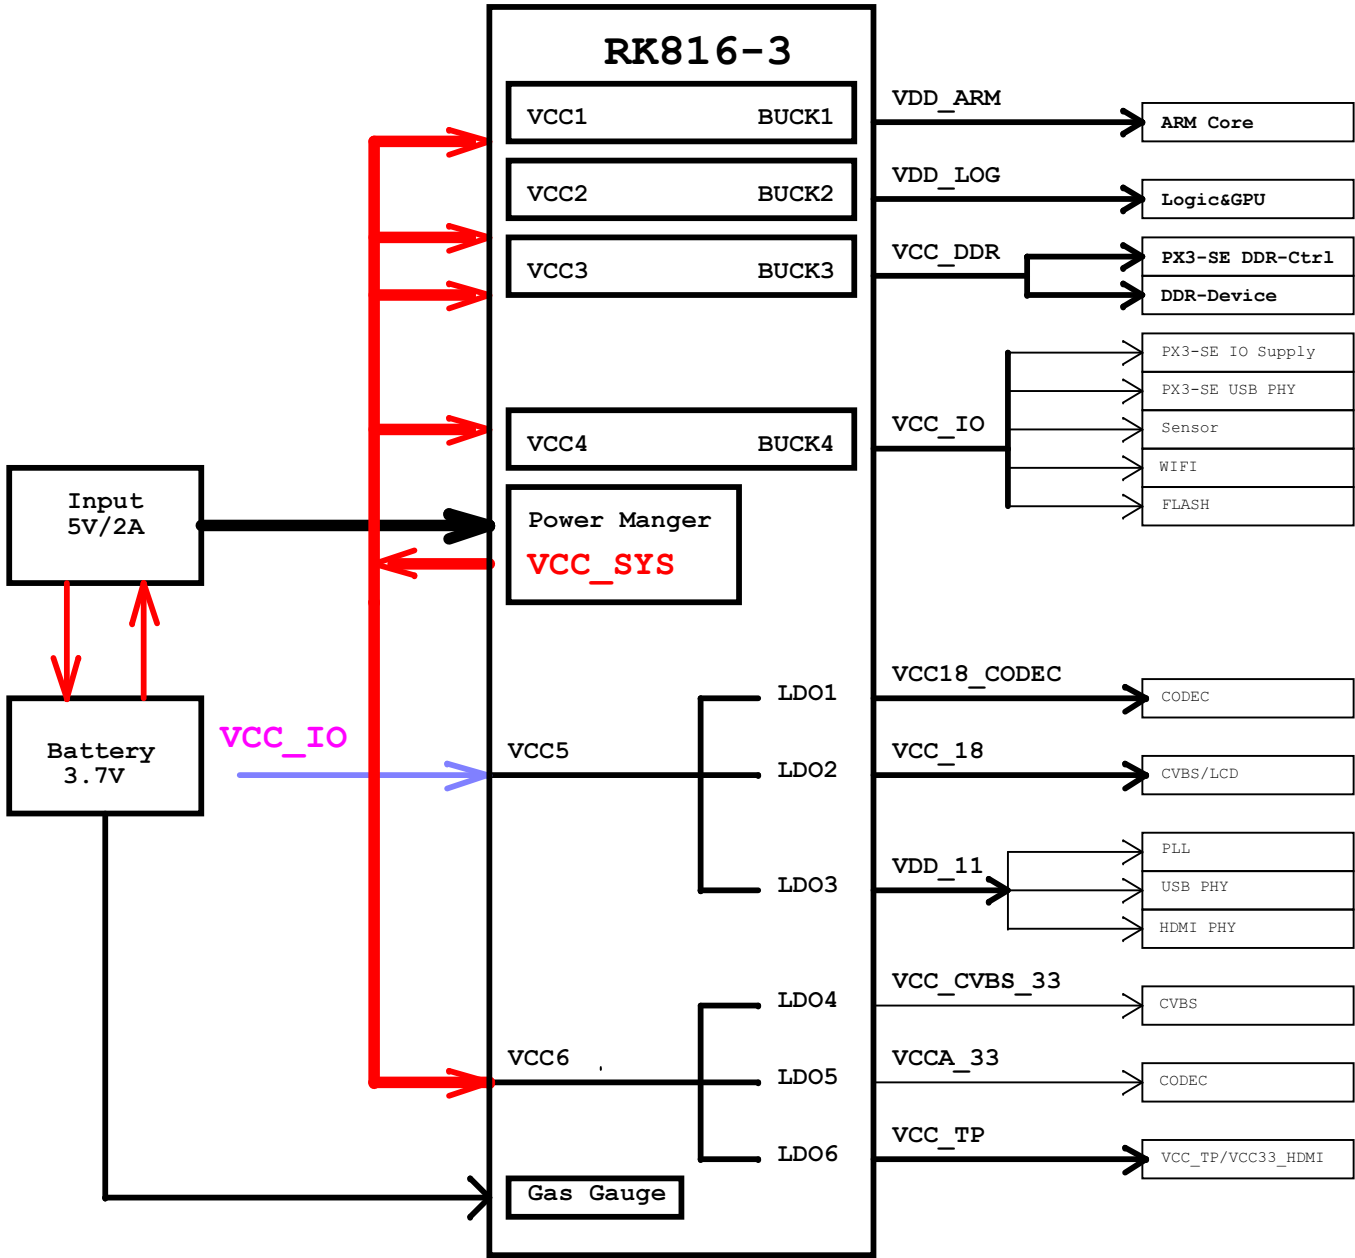 RK816-3
VCC1 BUCK1
VDD_ARM
ARM Core
VCC2 BUCK2
VDD_LOG
Logic&GPU
VCC3 BUCK3
VCC_DDR
PX3-SE DDR-Ctrl
DDR-Device
PX3-SE IO Supply
PX3-SE USB PHY
VCC4 BUCK4
VCC_IO
Sensor
WIFI
FLASH
Input
5V/2A
Power Manger
VCC_SYS
Battery
3.7V
VCC_IO
VCC5
LDO1
VCC18_CODEC
CODEC
LDO2
VCC_18
CVBS/LCD
LDO3
VDD_11
PLL
USB PHY
HDMI PHY
VCC6
LDO4
VCC_CVBS_33
CVBS
LDO5
VCCA_33
CODEC
LDO6
VCC_TP
VCC_TP/VCC33_HDMI
Gas Gauge